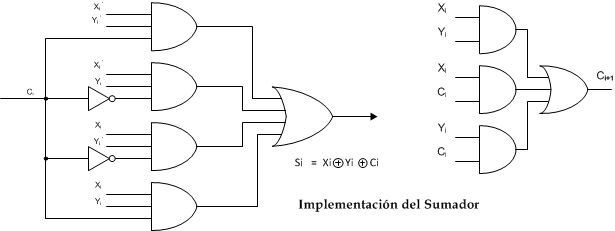 Xi´
Yi´
Ci
Xi´
Yi
Xi
Yi´
Xi
Yi
Si = Xi⊕Yi⊕Ci
Xi
Yi
Xi
Ci
Yi
Ci
Ci+1
Implementación del Sumador